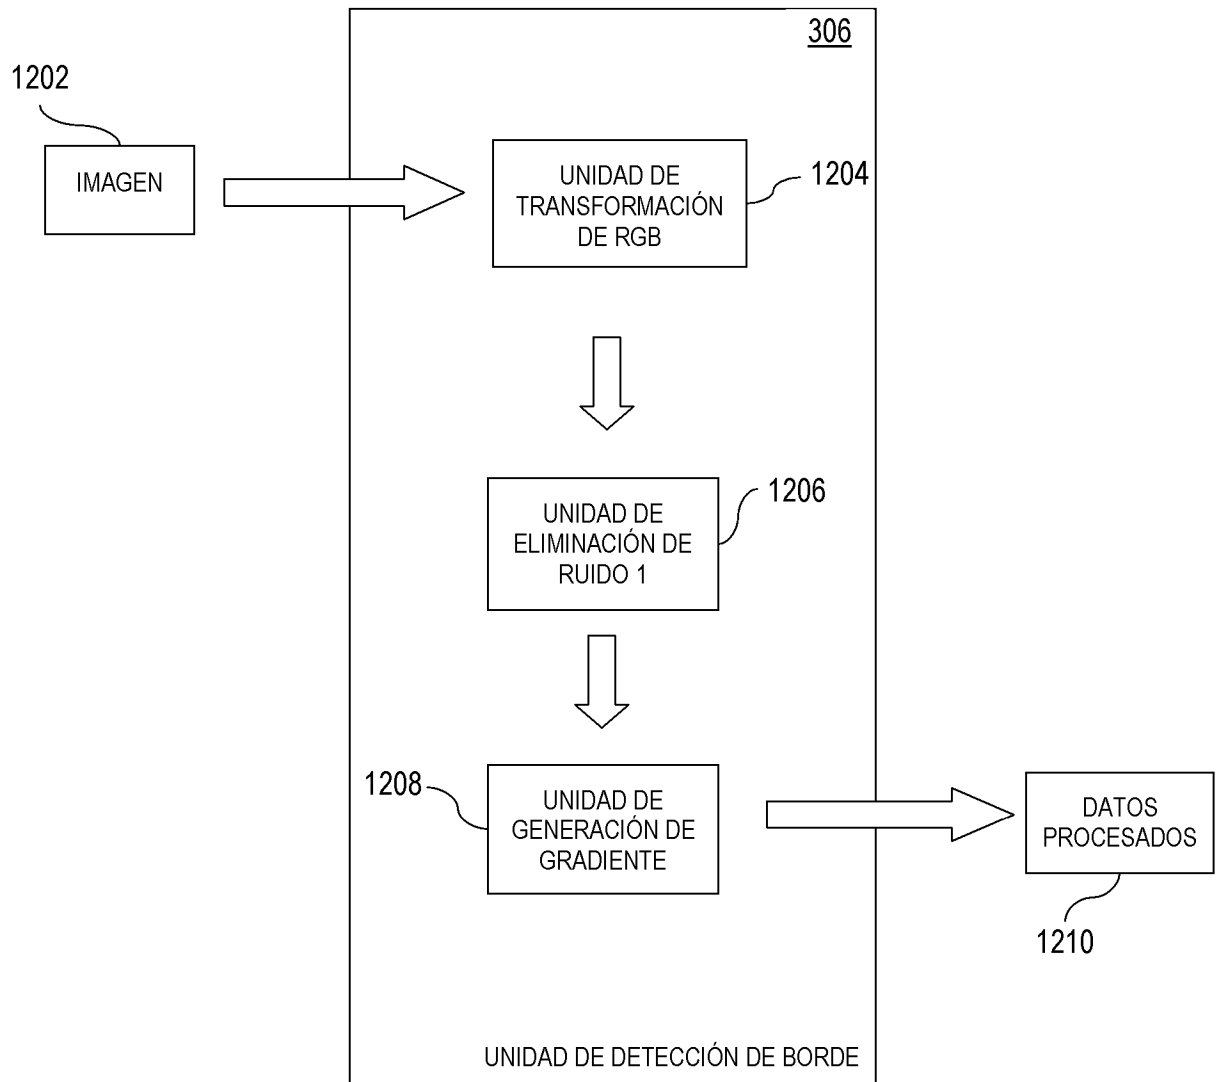 306
1202
IMAGEN
UNIDAD DE
TRANSFORMACIÓN
DE RGB
1204
UNIDAD DE
ELIMINACIÓN DE
RUIDO 1
1206
1208
UNIDAD DE
GENERACIÓN DE
GRADIENTE
DATOS
PROCESADOS
1210
UNIDAD DE DETECCIÓN DE BORDE